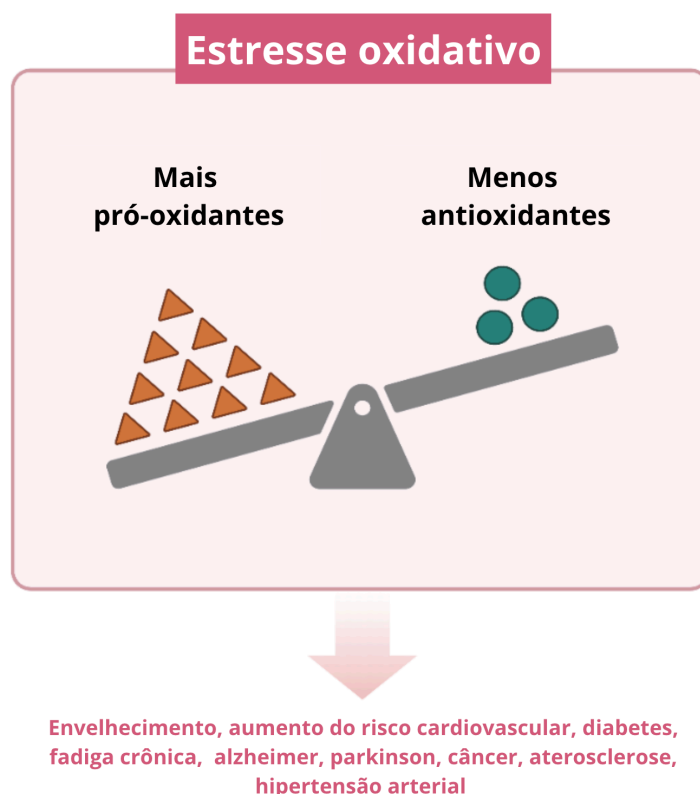 Estresse oxidativo
Mais
pró-oxidantes
Menos
antioxidantes
Envelhecimento, aumento do risco cardiovascular, diabetes,
fadiga crônica, alzheimer, parkinson, câncer, aterosclerose,
hipertensão arterial